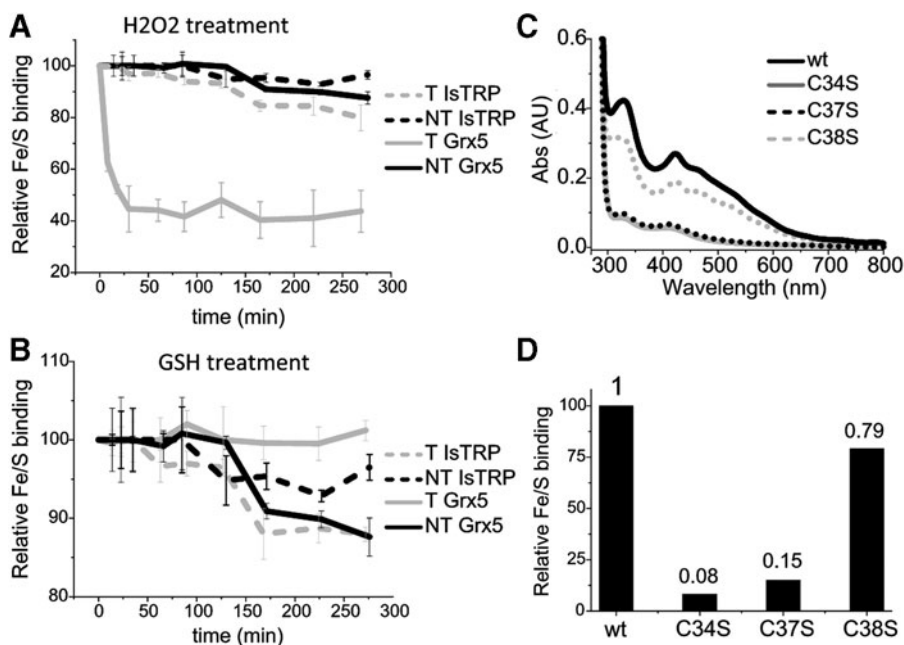 A
H2O2 treatment
Relative Fe/S binding
100
80
60
40
20
0 50 100 150 200 250 300
time (min)
T IsTRP
NT IsTRP
T Grx5
NT Grx5
B
GSH treatment
Relative Fe/S binding
110
100
90
80
0 50 100 150 200 250 300
time (min)
T IsTRP
NT IsTRP
T Grx5
NT Grx5
C
Abs (AU)
0.6
0.4
0.2
0.0
300 400 500 600 700 800
Wavelength (nm)
wt
C34S
C37S
C38S
D
Relative Fe/S binding
100
75
50
25
0
1
0.08
0.15
0.79
wt C34S C37S C38S